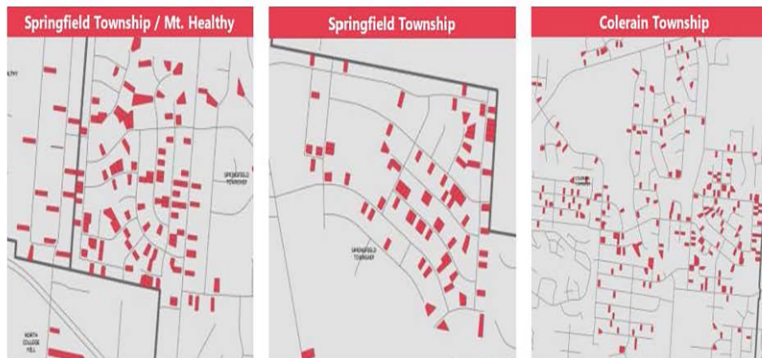 Springfield Township / Mt. Healthy
Springfield Township
Colerain Township
SPRINGFIELD
TOWNSHIP
NORTH
COLLEGE
HILL
SPRINGFIELD
TOWNSHIP